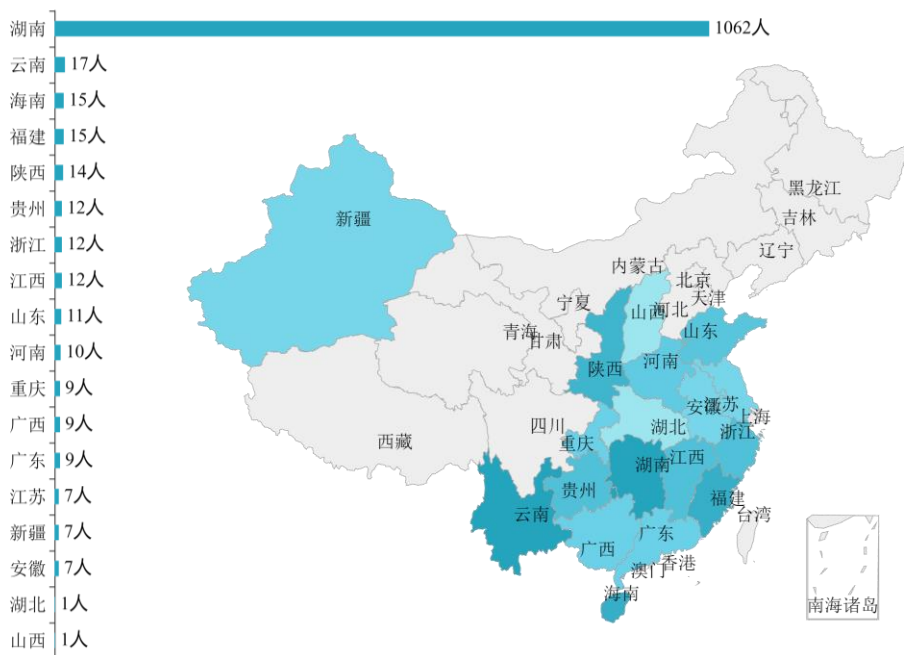 湖南 1062人
云南 17人
海南 15人
福建 15人
陕西 14人
贵州 12人
浙江 12人
江西 12人
山东 11人
河南 10人
重庆 9人
广西 9人
广东 9人
江苏 7人
新疆 7人
安徽 7人
湖北 1人
山西 1人
黑龙江
吉林
新疆
辽宁
内蒙古
北京
宁夏
天津
山西
河北
青海
甘肃
山东
陕西
河南
安徽
江苏
上海
四川
重庆
湖北
浙江
西藏
湖南
江西
贵州
福建
云南
台湾
广西
广东
澳门
香港
海南
南海诸岛